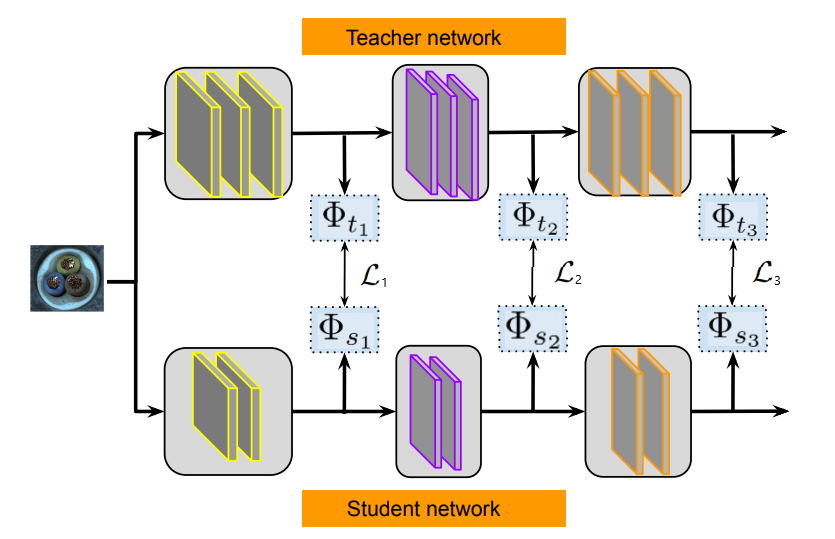 Teacher network
Φt1 Φt2 Φt3
ℒ1 ℒ2 ℒ3
Φs1 Φs2 Φs3
Student network